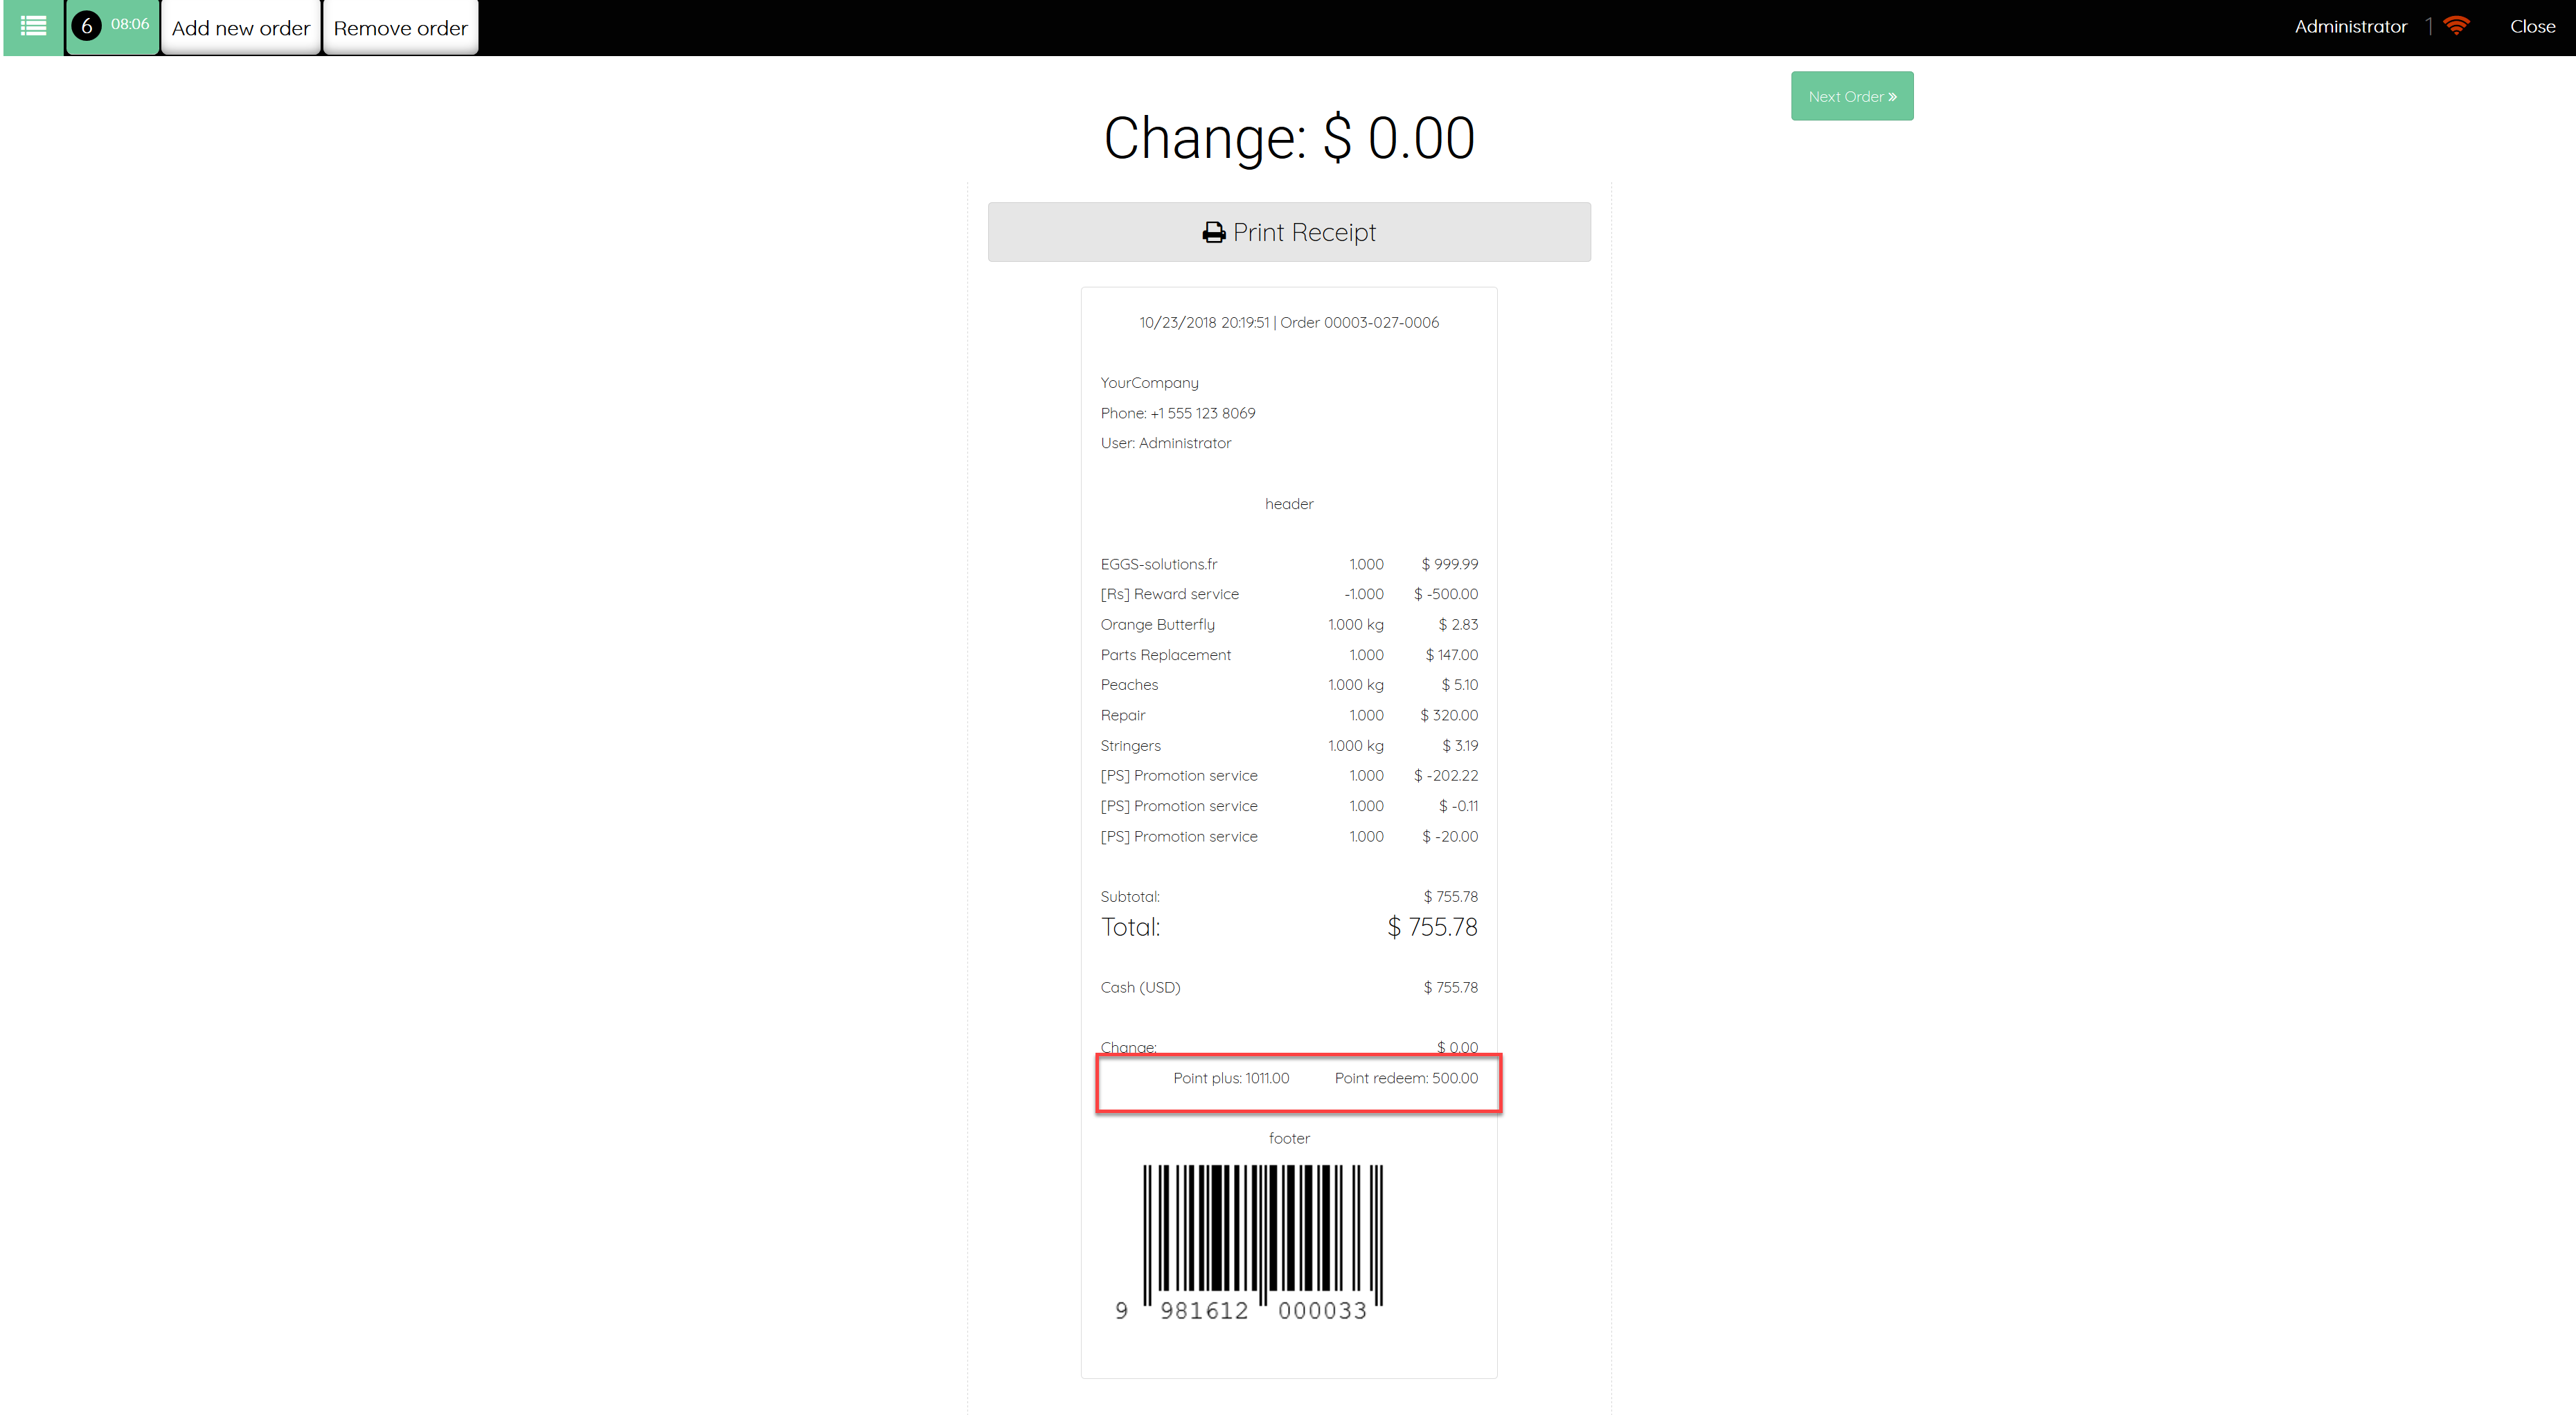 6 08:06 Add new order Remove order Administrator 1 Close
Next Order »
Change: $ 0.00
Print Receipt
10/23/2018 20:19:51 | Order 00003-027-0006
YourCompany
Phone: +1 555 123 8069
User: Administrator
header
EGGS-solutions.fr 1.000 $ 999.99
[Rs] Reward service -1.000 $ -500.00
Orange Butterfly 1.000 kg $ 2.83
Parts Replacement 1.000 $ 147.00
Peaches 1.000 kg $ 5.10
Repair 1.000 $ 320.00
Stringers 1.000 kg $ 3.19
[PS] Promotion service 1.000 $ -202.22
[PS] Promotion service 1.000 $ -0.11
[PS] Promotion service 1.000 $ -20.00
Subtotal: $ 755.78
Total: $ 755.78
Cash (USD) $ 755.78
Change: $ 0.00
Point plus: 1011.00 Point redeem: 500.00
footer
9 981612 000033